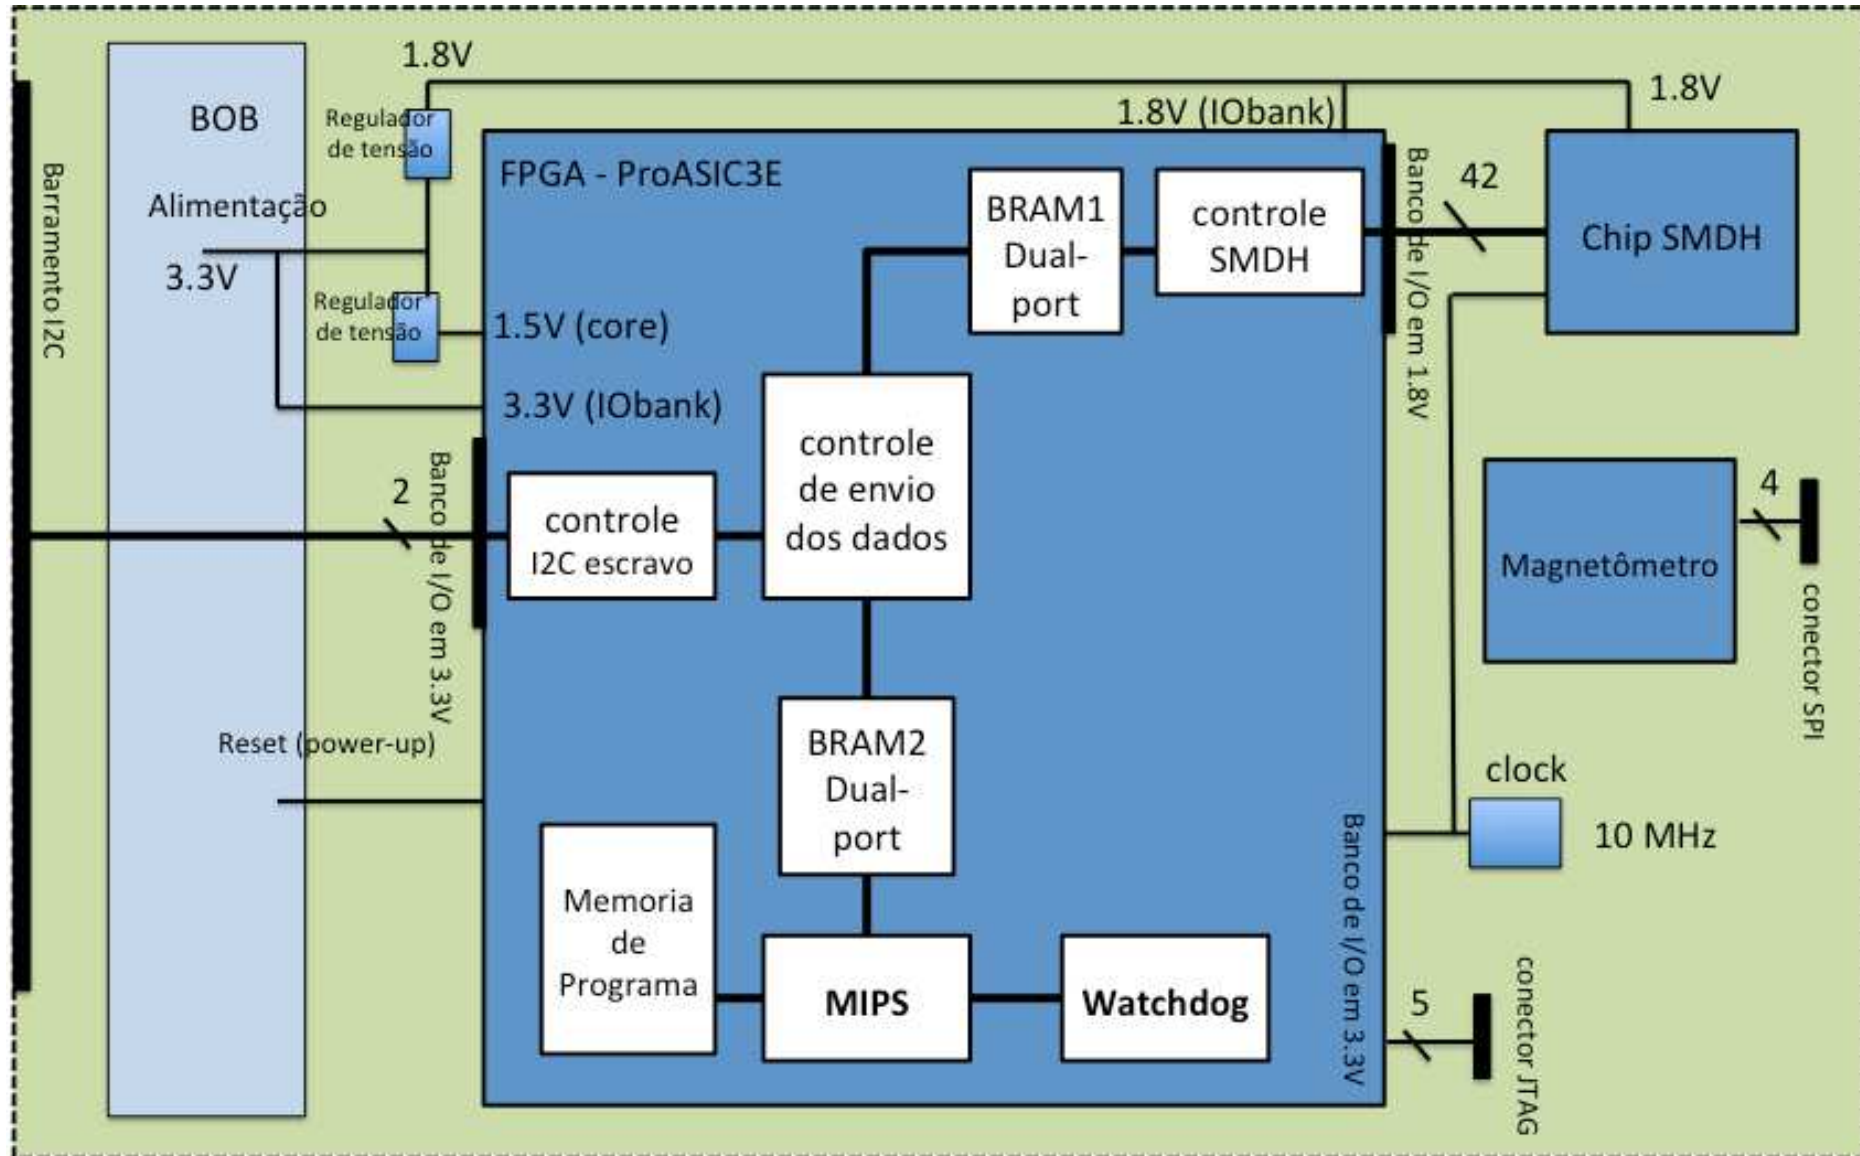 1.8V
BOB
Regulador
de tensão
Alimentação
3.3V
Regulador
de tensão
Barramento I2C
1.8V (IObank)
1.8V
FPGA - ProASIC3E
BRAM1
Dual-
port
controle
SMDH
Banco de I/O em 1.8V
42
Chip SMDH
1.5V (core)
3.3V (IObank)
2
Banco de I/O em 3.3V
controle
I2C escravo
controle
de envio
dos dados
Magnetômetro
4
conector SPI
Reset (power-up)
BRAM2
Dual-
port
clock
10 MHz
Memoria
de
Programa
MIPS
Watchdog
Banco de I/O em 3.3V
5
conector JTAG